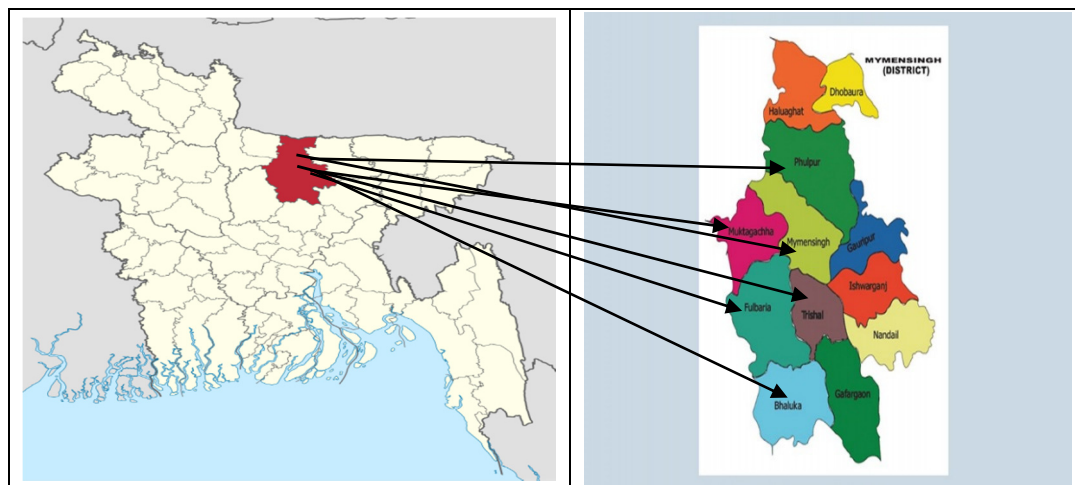 MYMENSINGH
(DISTRICT)
Dhobaura
Haluaghat
Phulpur
Muktagachha
Mymensingh
Gauripur
Ishwarganj
Fulbaria
Trishal
Nandail
Bhaluka
Gafargaon